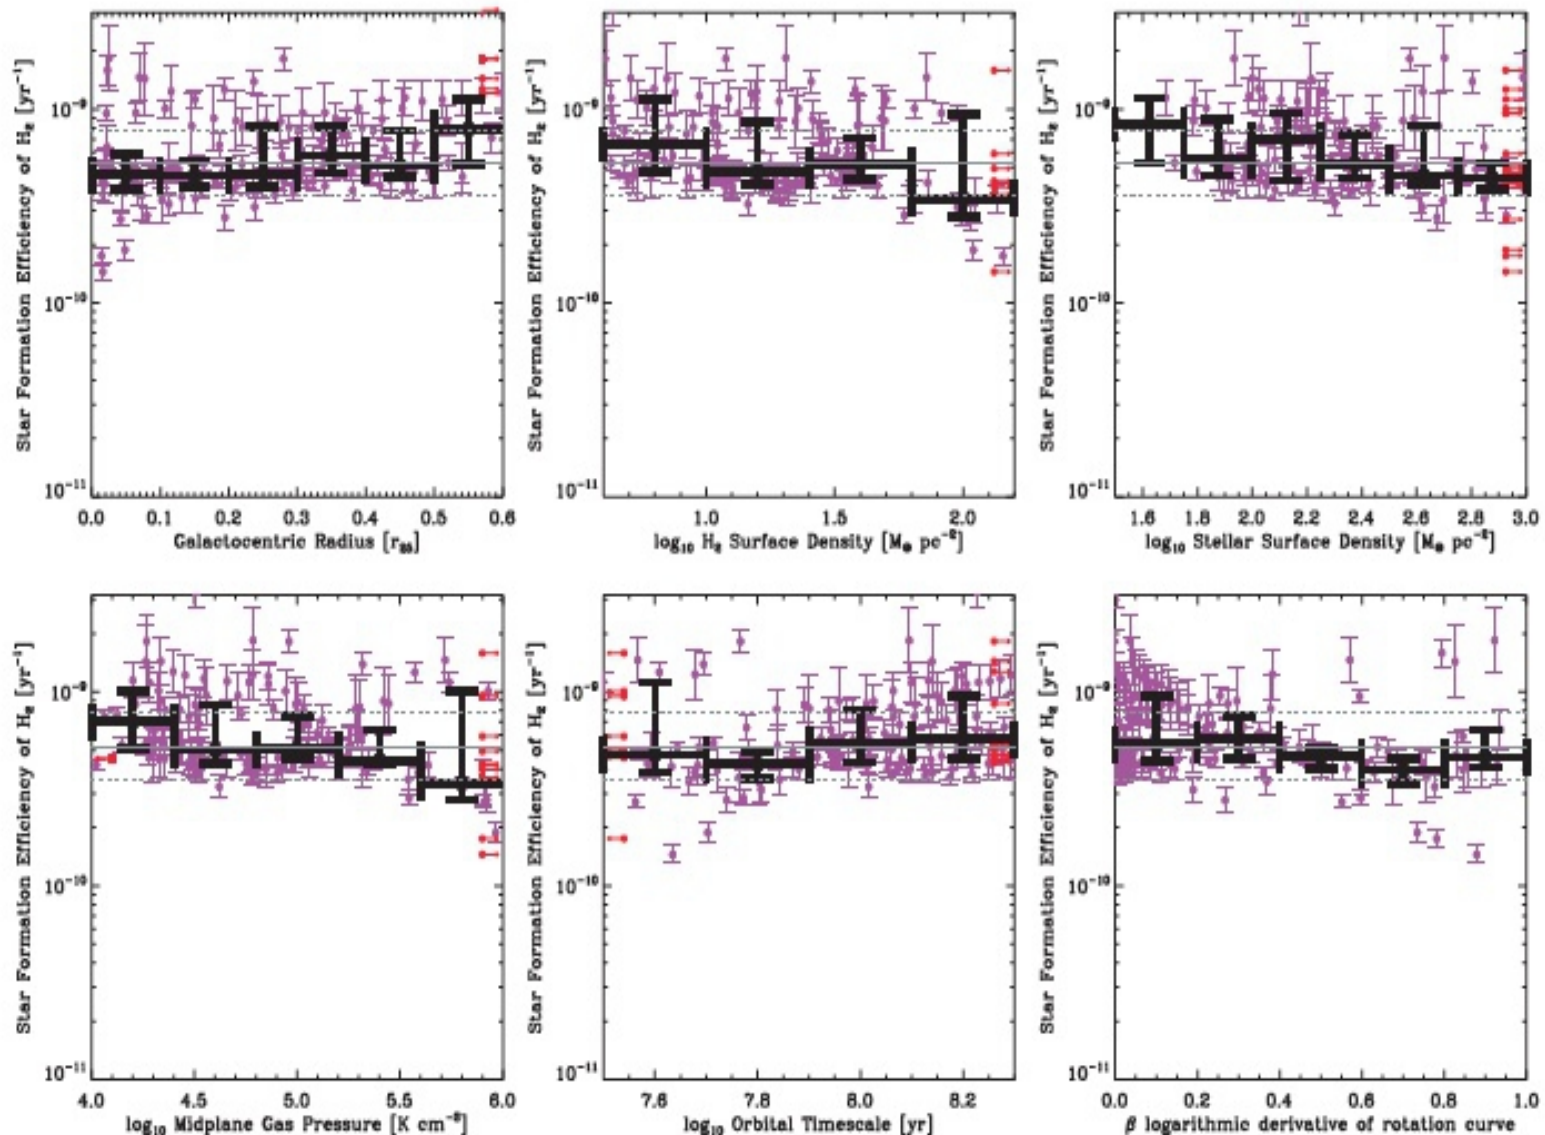 Star Formation Efficiency of H₂ [yr⁻¹]
10⁻⁹
10⁻¹⁰
10⁻¹¹
0.0 0.1 0.2 0.3 0.4 0.5 0.6
Galactocentric Radius [r₂₅]
Star Formation Efficiency of H₂ [yr⁻¹]
10⁻⁹
10⁻¹⁰
10⁻¹¹
1.0 1.5 2.0
log₁₀ H₂ Surface Density [M⊙ pc⁻²]
Star Formation Efficiency of H₂ [yr⁻¹]
10⁻⁹
10⁻¹⁰
10⁻¹¹
1.6 1.8 2.0 2.2 2.4 2.6 2.8 3.0
log₁₀ Stellar Surface Density [M⊙ pc⁻²]
Star Formation Efficiency of H₂ [yr⁻¹]
10⁻⁹
10⁻¹⁰
10⁻¹¹
4.0 4.5 5.0 5.5 6.0
log₁₀ Midplane Gas Pressure [K cm⁻³]
Star Formation Efficiency of H₂ [yr⁻¹]
10⁻⁹
10⁻¹⁰
10⁻¹¹
7.6 7.8 8.0 8.2
log₁₀ Orbital Timescale [yr]
Star Formation Efficiency of H₂ [yr⁻¹]
10⁻⁹
10⁻¹⁰
10⁻¹¹
0.0 0.2 0.4 0.6 0.8 1.0
β logarithmic derivative of rotation curve